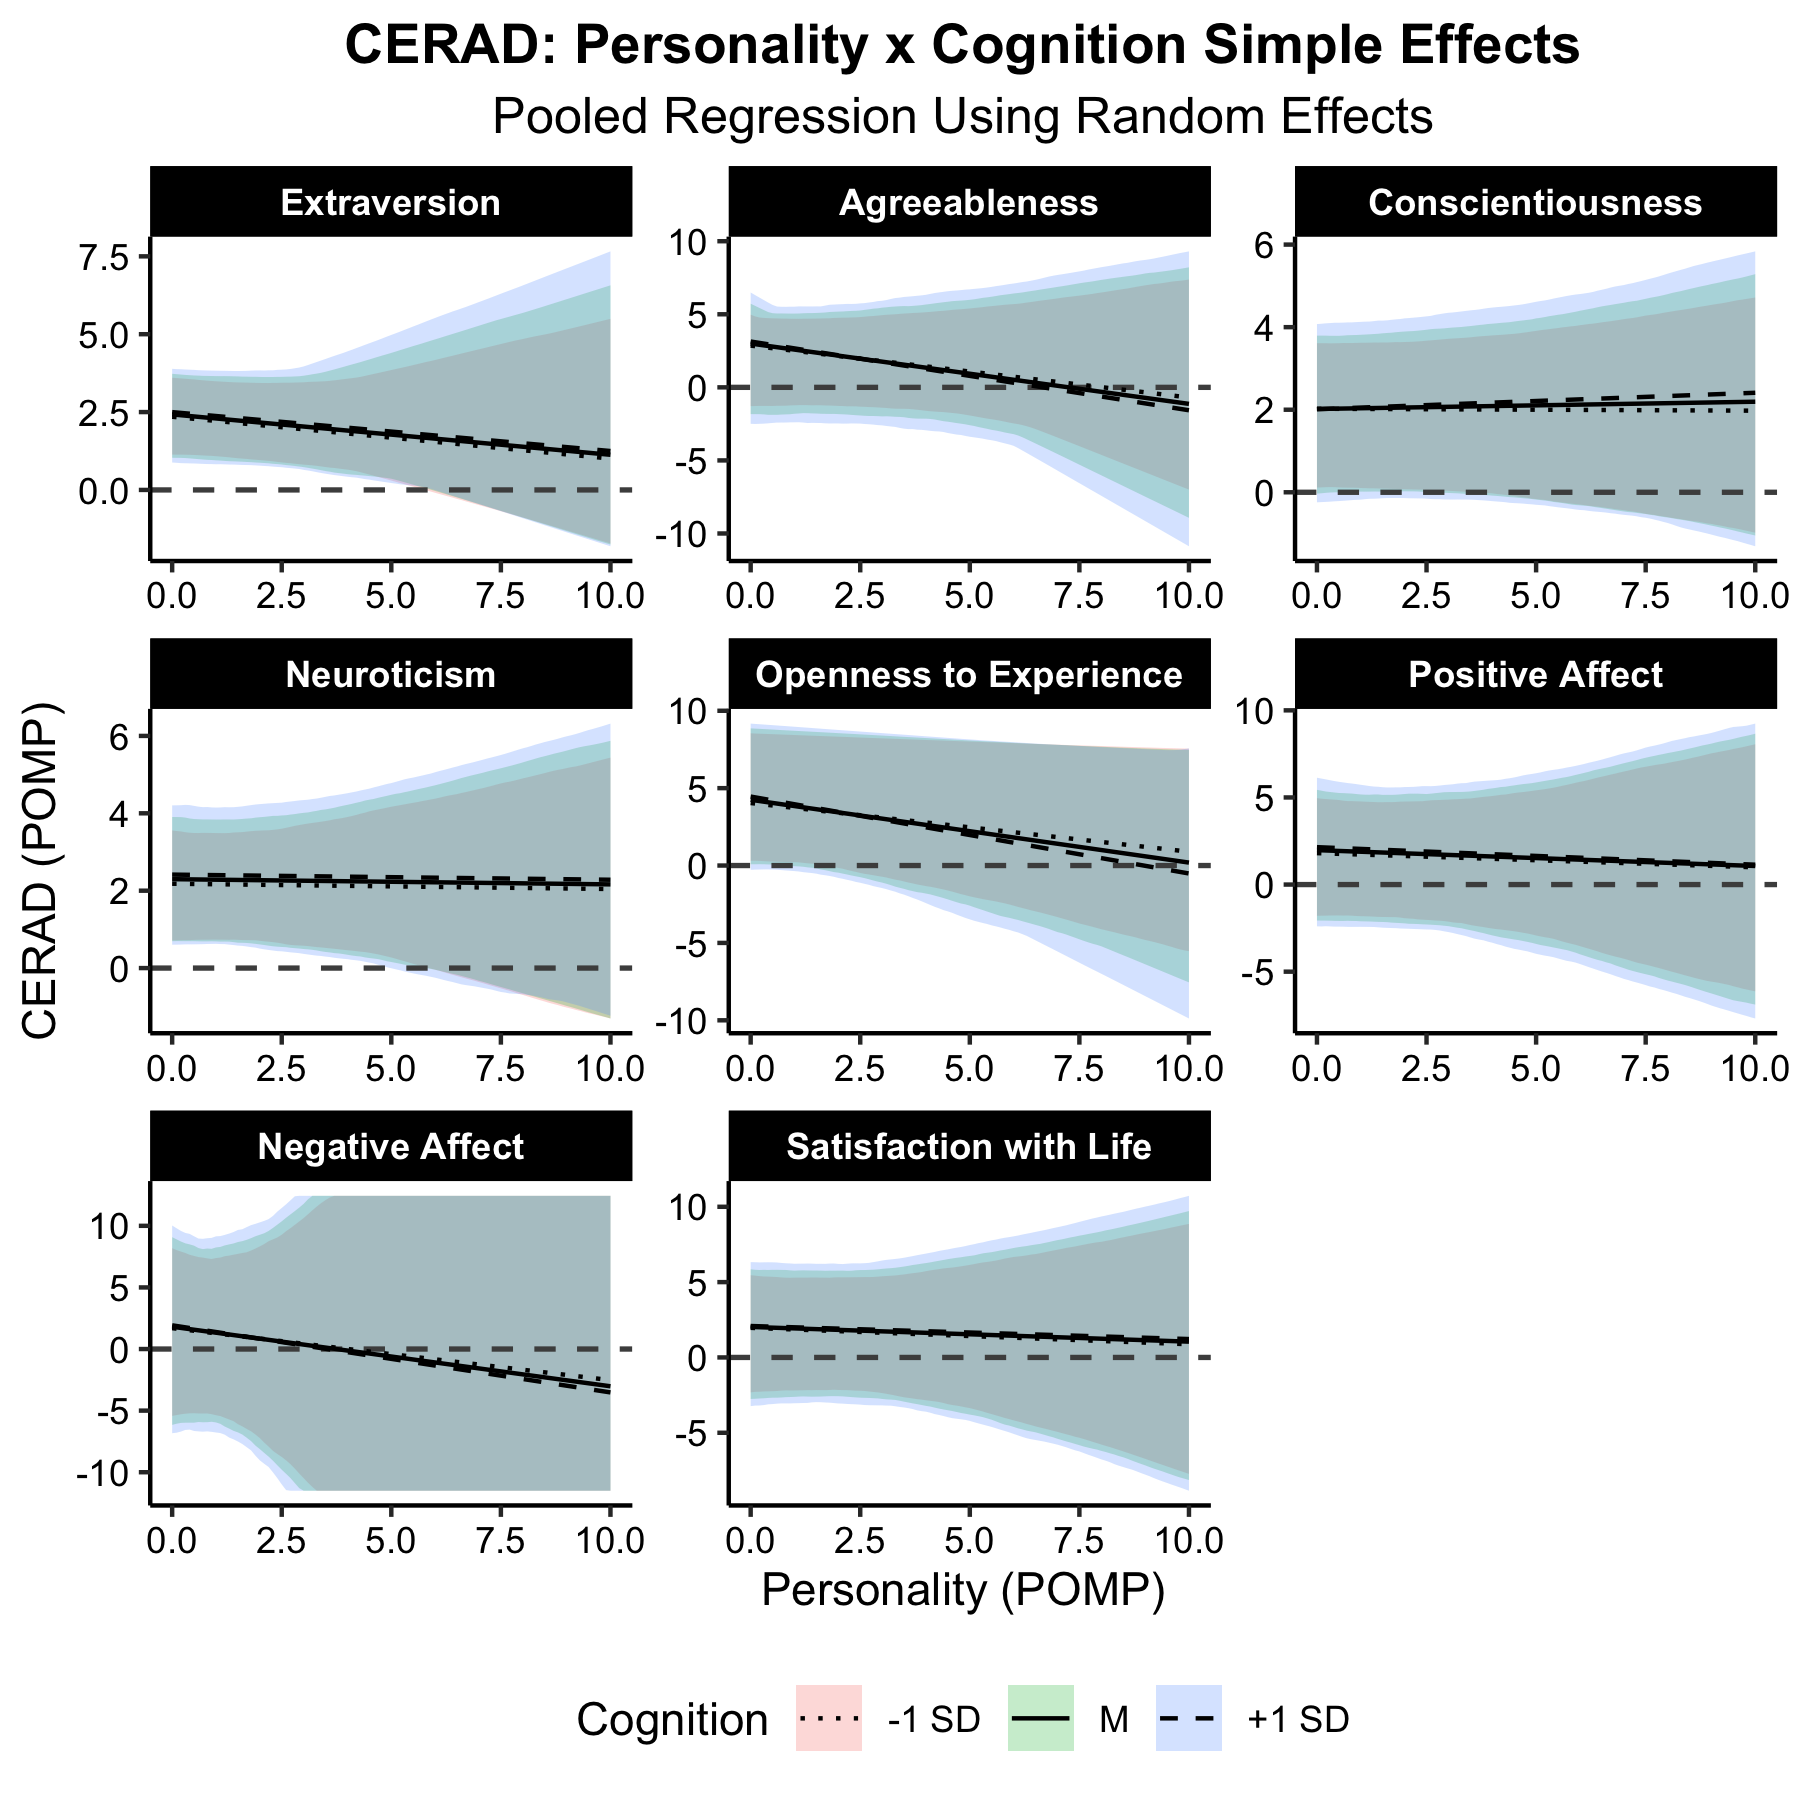 CERAD: Personality x Cognition Simple Effects
Pooled Regression Using Random Effects
Extraversion
Agreeableness
Conscientiousness
7.5
5.0
2.5
0.0
10
5
0
-5
-10
6
4
2
0
0.0 2.5 5.0 7.5 10.0
0.0 2.5 5.0 7.5 10.0
0.0 2.5 5.0 7.5 10.0
Neuroticism
Openness to Experience
Positive Affect
6
4
2
0
10
5
0
-5
-10
10
5
0
-5
0.0 2.5 5.0 7.5 10.0
0.0 2.5 5.0 7.5 10.0
0.0 2.5 5.0 7.5 10.0
Negative Affect
Satisfaction with Life
10
5
0
-5
-10
10
5
0
-5
0.0 2.5 5.0 7.5 10.0
0.0 2.5 5.0 7.5 10.0
CERAD (POMP)
Personality (POMP)
Cognition -1 SD M +1 SD